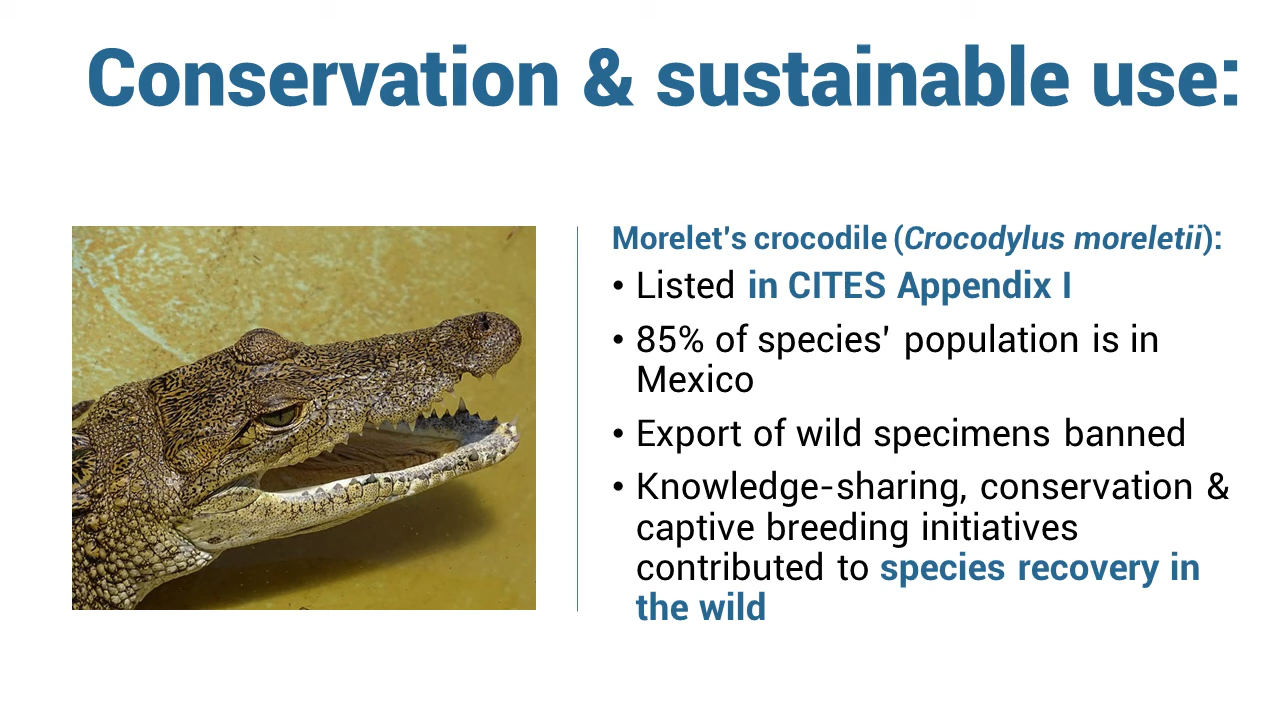 Conservation & sustainable use:
Morelet's crocodile (Crocodylus moreletii):
• Listed in CITES Appendix I
• 85% of species' population is in
Mexico
• Export of wild specimens banned
• Knowledge-sharing, conservation &
captive breeding initiatives
contributed to species recovery in
the wild